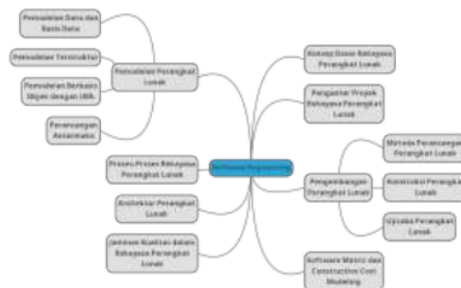 Pemodelan Data dan
Basis Data
Pemodelan Terstruktur
Pemodelan Berbasis
Objek dengan UML
Perancangan
Antarmuka
Pemodelan Perangkat
Lunak
Proses-Proses Rekayasa
Perangkat Lunak
Arsitektur Perangkat
Lunak
Jaminan Kualitas dalam
Rekayasa Perangkat
Lunak
Software Engineering
Konsep Dasar Rekayasa
Perangkat Lunak
Pengantar Proyek
Rekayasa Perangkat
Lunak
Pengembangan
Perangkat Lunak
Metode Perancangan
Perangkat Lunak
Konstruksi Perangkat
Lunak
Ujicoba Perangkat
Lunak
Software Metric dan
Constructive Cost
Modeling